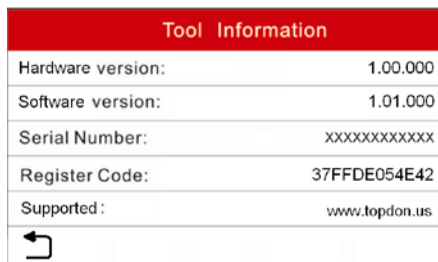 Tool Information
Hardware version: 1.00.000
Software version: 1.01.000
Serial Number: XXXXXXXXXXXX
Register Code: 37FFDE054E42
Supported: www.topdon.us